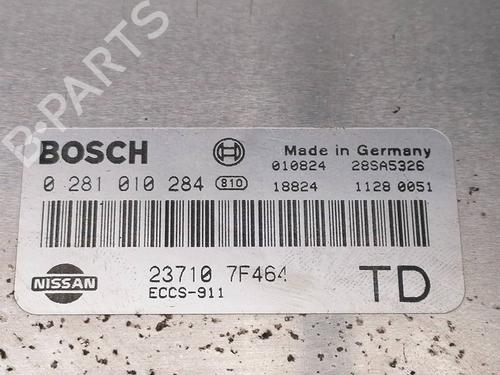 B-PARTS
BOSCH Made in Germany
010824 28SA5326
0 281 010 284 810 18824 1128 0051
NISSAN 23710 7F464 TD
ECCS-911